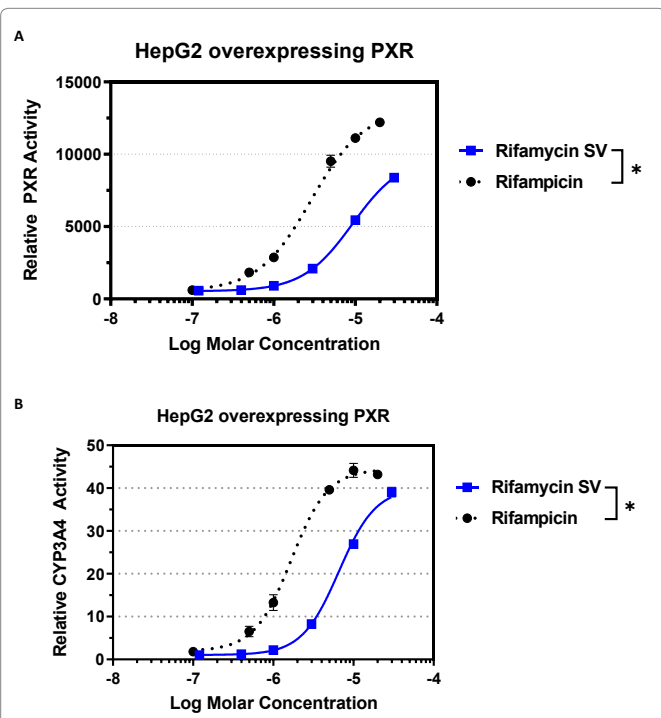 A
HepG2 overexpressing PXR
Relative PXR Activity
15000
10000
5000
0
-8 -7 -6 -5 -4
Log Molar Concentration
Rifamycin SV
Rifampicin
*
B
HepG2 overexpressing PXR
Relative CYP3A4 Activity
50
40
30
20
10
0
-8 -7 -6 -5 -4
Log Molar Concentration
Rifamycin SV
Rifampicin
*